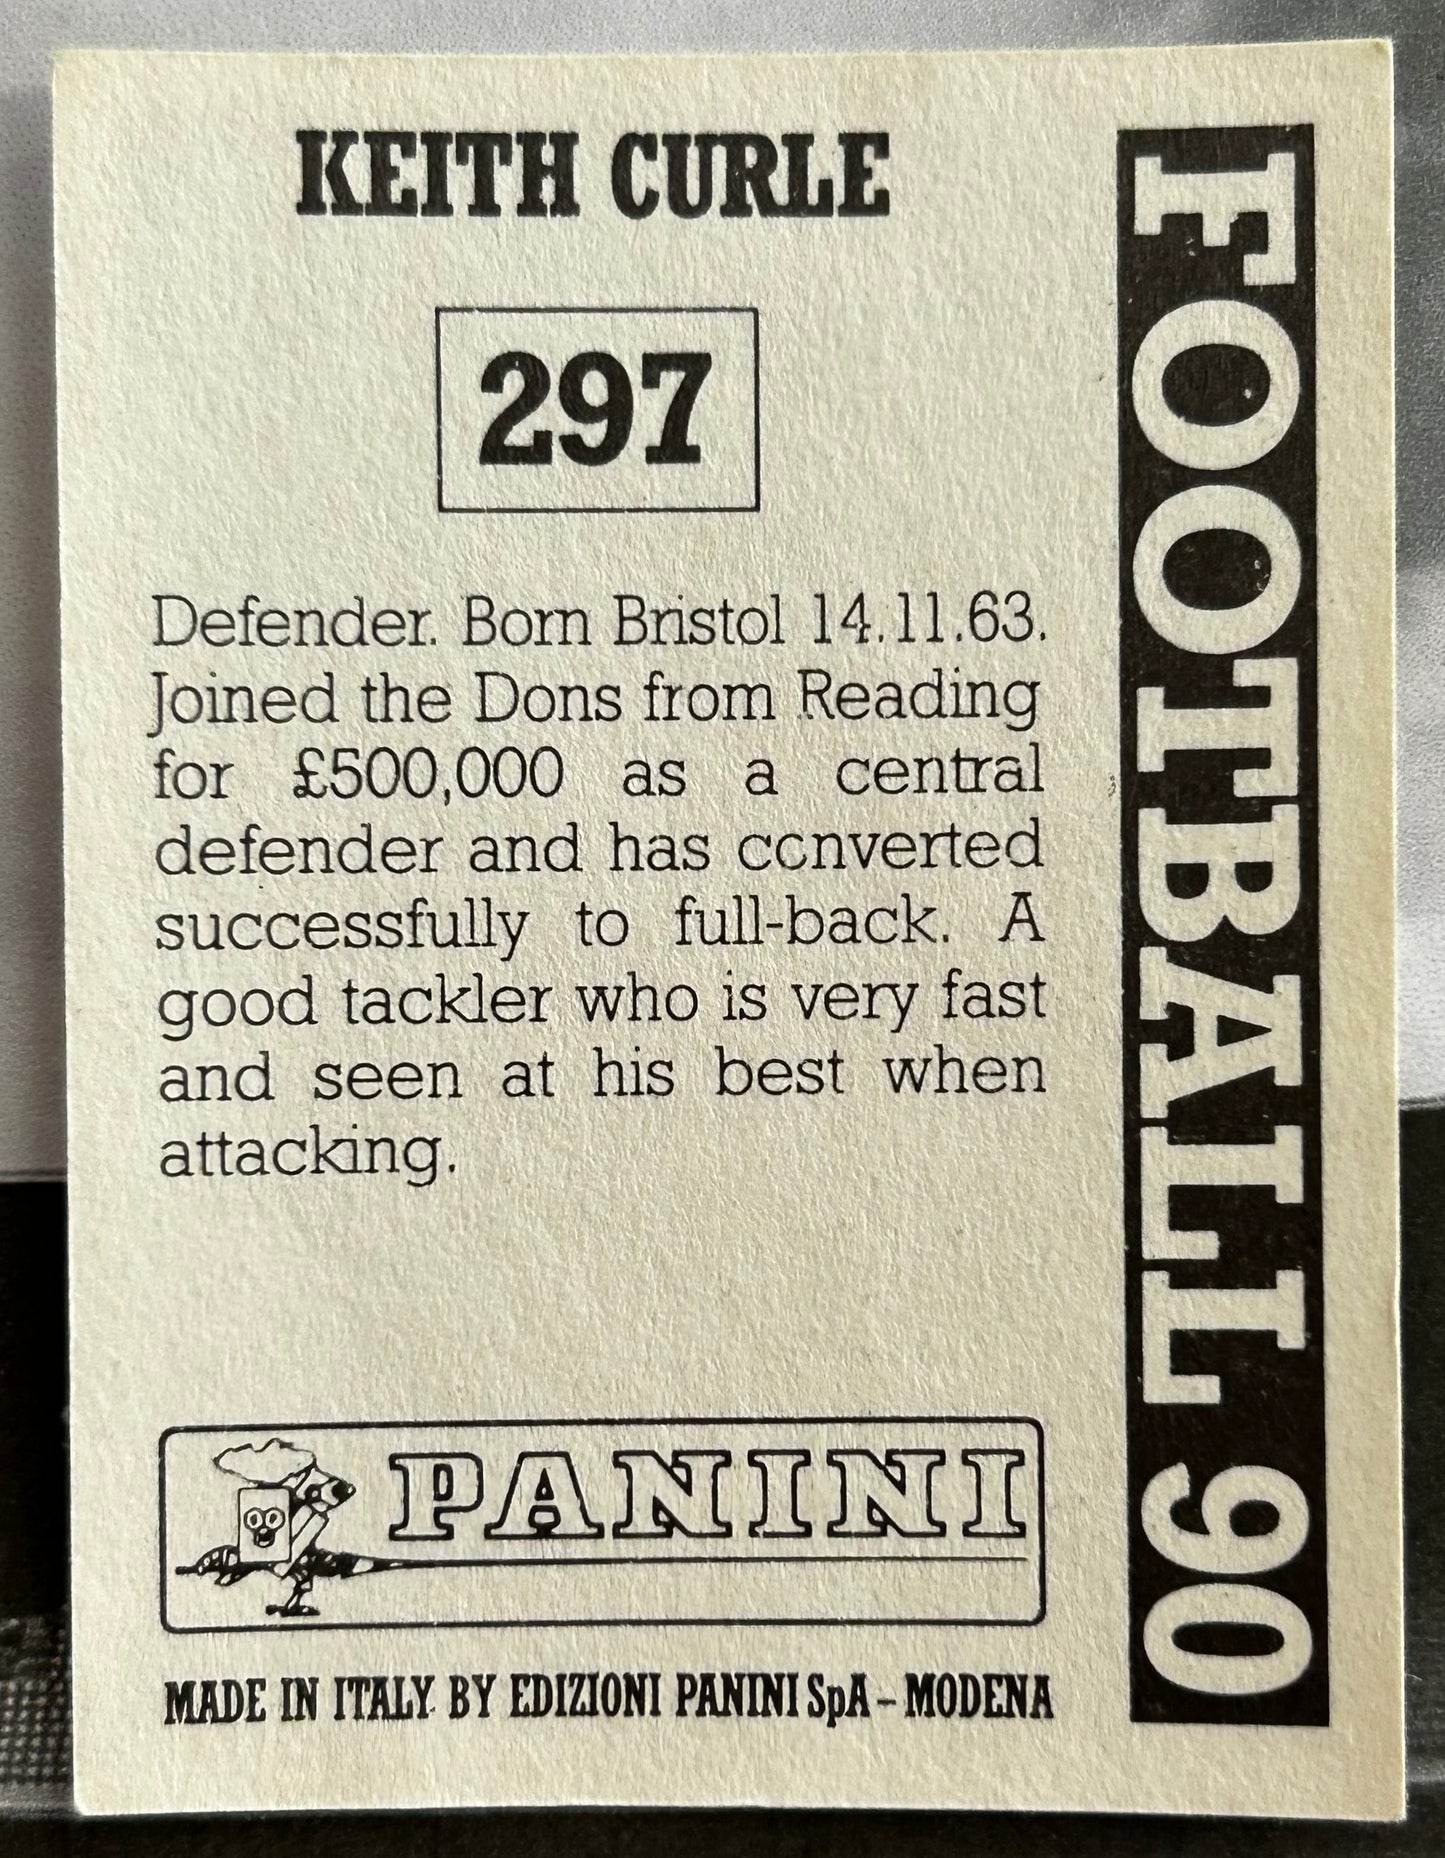 KEITH CURLE
297
Defender. Born Bristol 14.11.63.
Joined the Dons from Reading
for £500,000 as a central
defender and has converted
successfully to full-back. A
good tackler who is very fast
and seen at his best when
attacking.
PANINI
MADE IN ITALY BY EDIZIONI PANINI SpA – MODENA
FOOTBALL 90